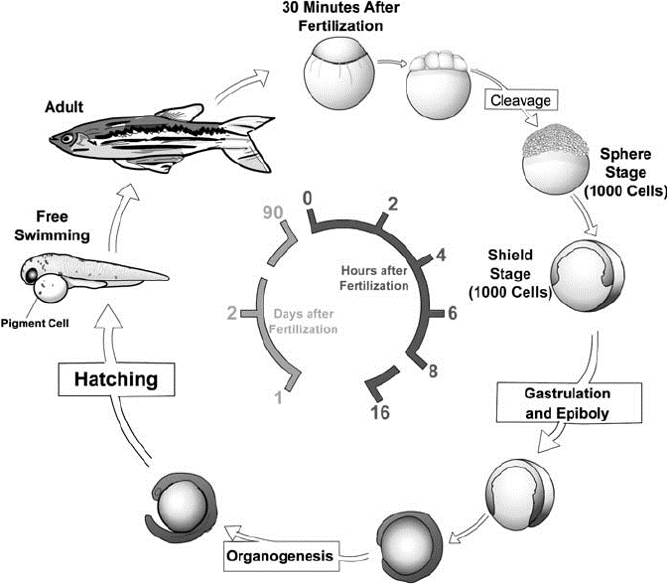 30 Minutes After
Fertilization
Cleavage
Adult
Sphere
Stage
(1000 Cells)
Free
Swimming
Pigment Cell
90
0
2
4
6
8
16
Hours after
Fertilization
Shield
Stage
(1000 Cells)
2
1
Days after
Fertilization
Hatching
Gastrulation
and Epiboly
Organogenesis